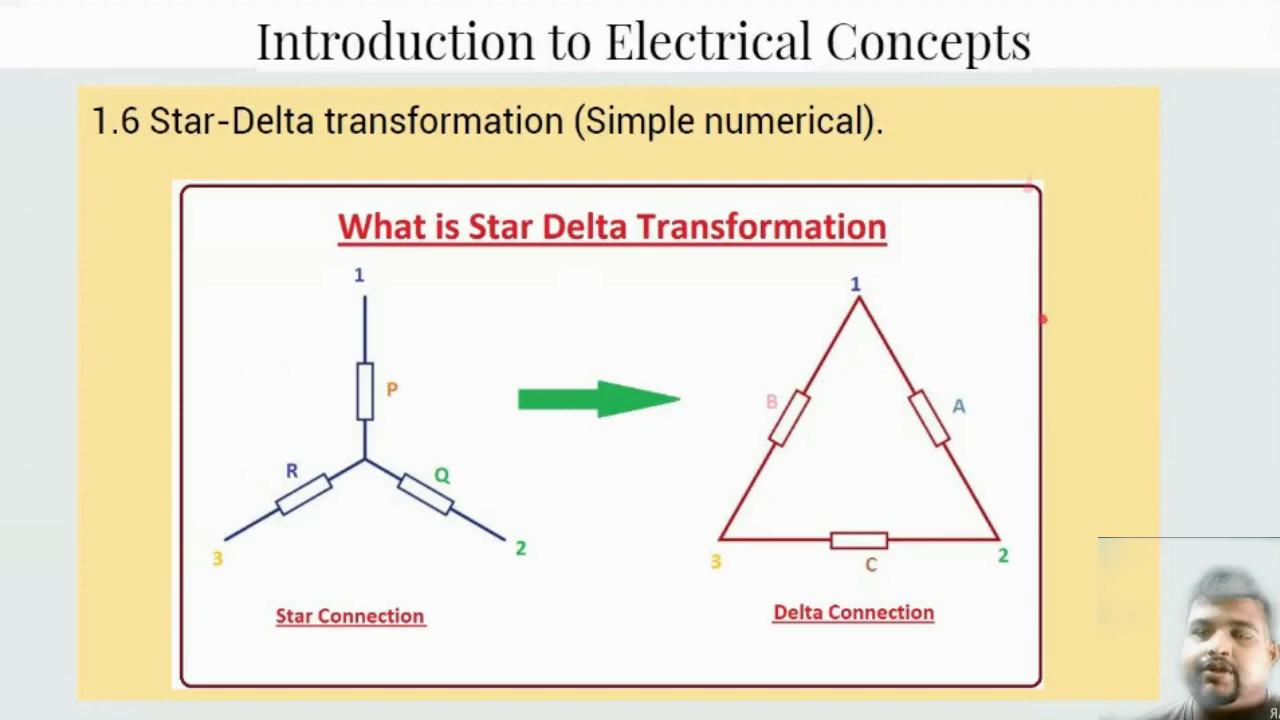 Introduction to Electrical Concepts
1.6 Star-Delta transformation (Simple numerical).
What is Star Delta Transformation
1
P
R
Q
3
2
Star Connection
1
B
A
3
C
2
Delta Connection